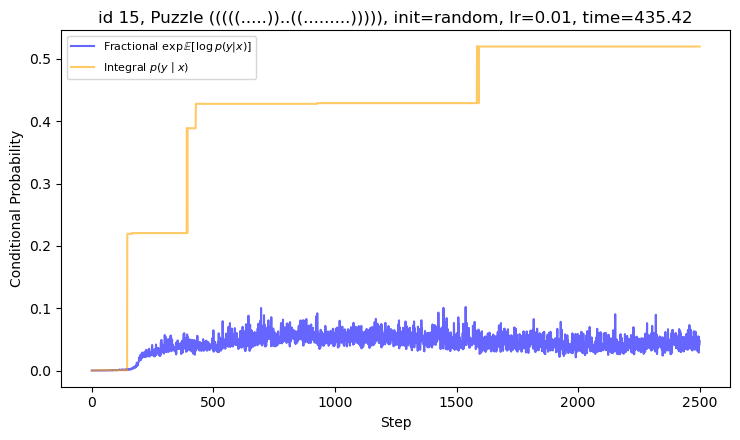 id 15, Puzzle (((((.....))..((.........))))), init=random, lr=0.01, time=435.42
Fractional exp𝔼[log p(y|x)]
Integral p(y | x)
0.5
0.4
0.3
0.2
0.1
0.0
Conditional Probability
0
500
1000
1500
2000
2500
Step